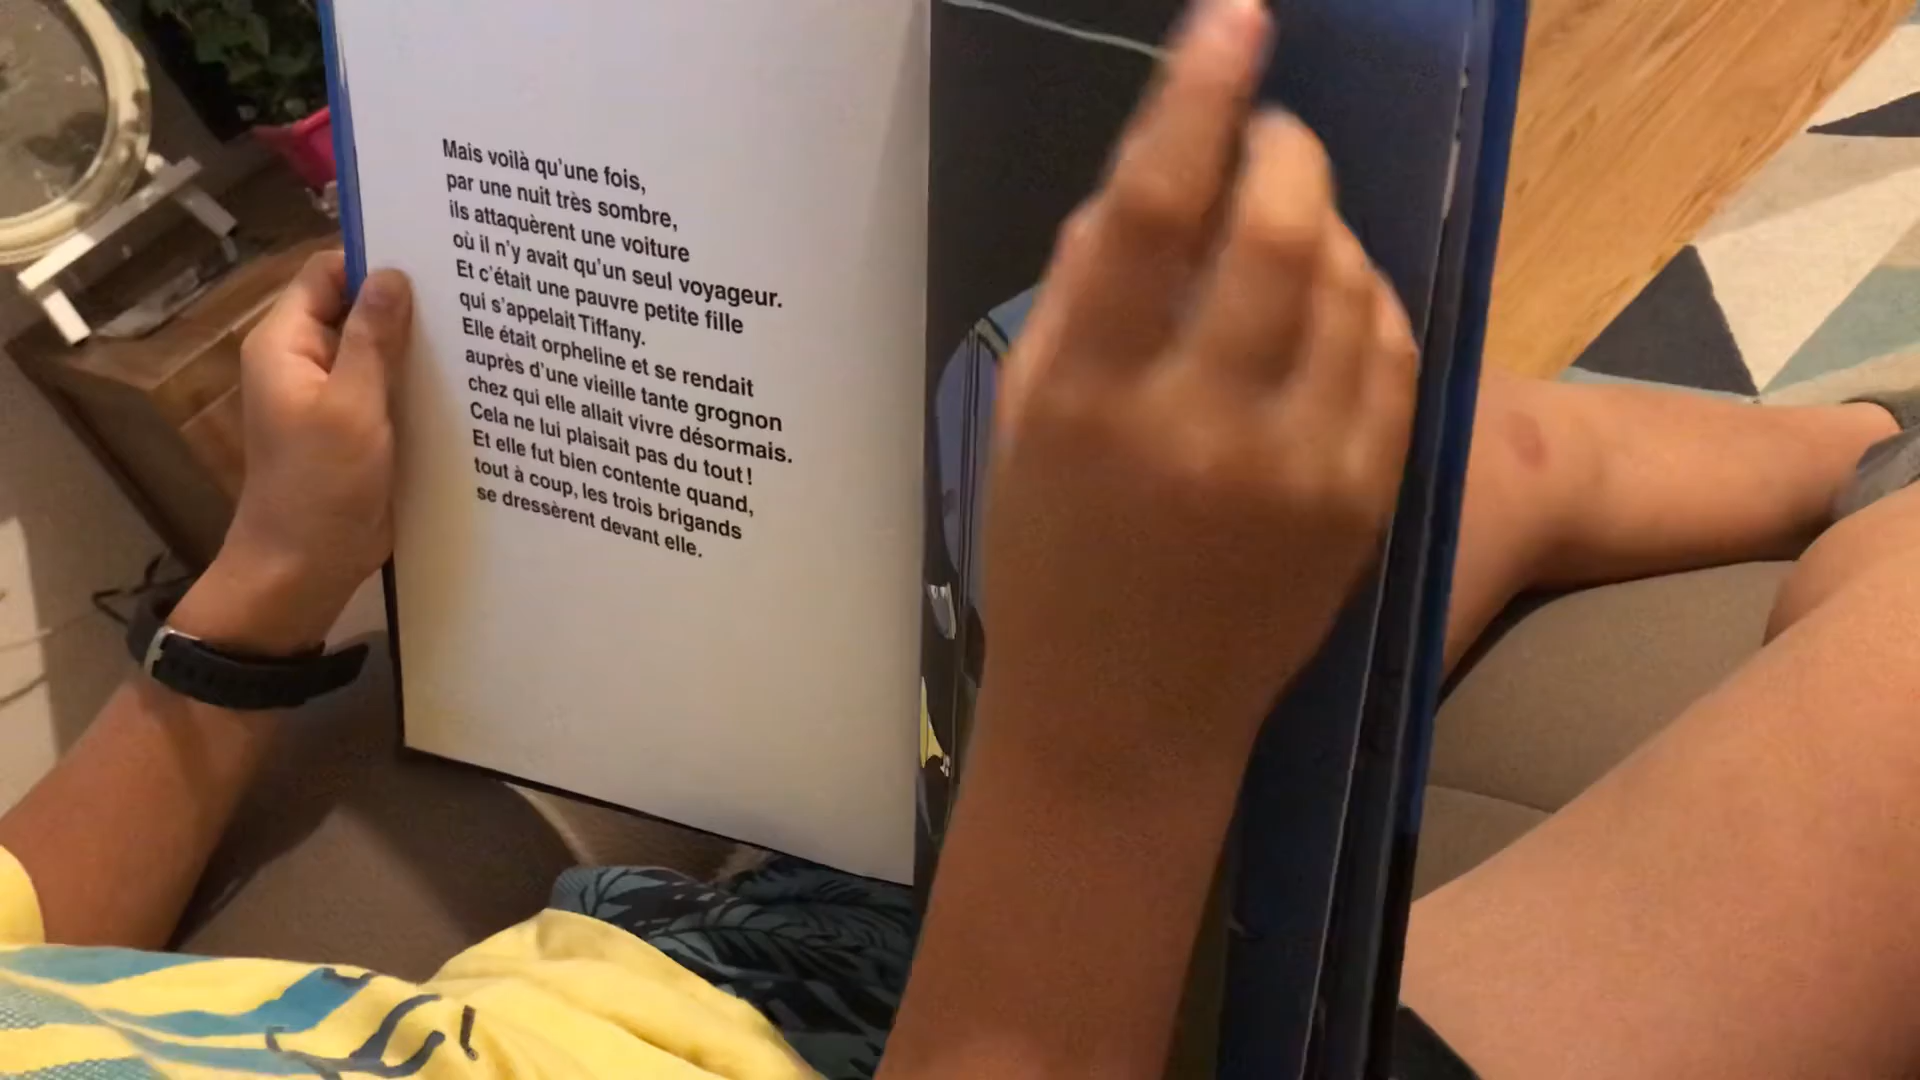 Mais voilà qu'une fois,
par une nuit très sombre,
ils attaquèrent une voiture
où il n'y avait qu'un seul voyageur.
Et c'était une pauvre petite fille
qui s'appelait Tiffany.
Elle était orpheline et se rendait
auprès d'une vieille tante grognon
chez qui elle allait vivre désormais.
Cela ne lui plaisait pas du tout !
Et elle fut bien contente quand,
tout à coup, les trois brigands
se dressèrent devant elle.